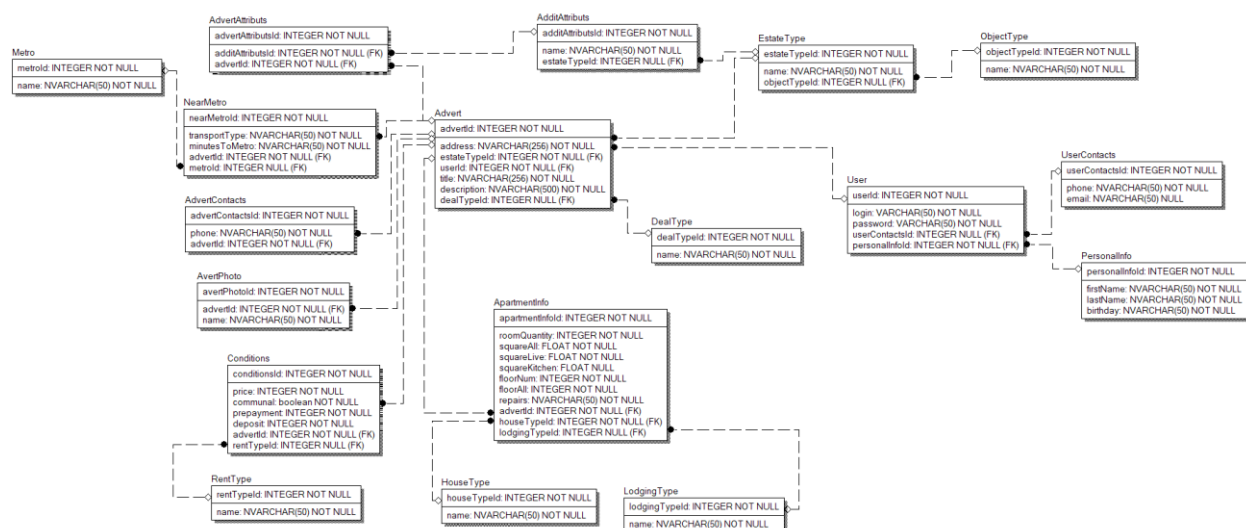 AdvertAttributs
advertAttributsId: INTEGER NOT NULL
additAttributsId: INTEGER NOT NULL (FK)
advertId: INTEGER NOT NULL (FK)
AdditAttributs
additAttributsId: INTEGER NOT NULL
name: NVARCHAR(50) NOT NULL
estateTypeId: INTEGER NULL (FK)
EstateType
estateTypeId: INTEGER NOT NULL
name: NVARCHAR(50) NOT NULL
objectTypeId: INTEGER NULL (FK)
ObjectType
objectTypeId: INTEGER NOT NULL
name: NVARCHAR(50) NOT NULL
Metro
metroId: INTEGER NOT NULL
name: NVARCHAR(50) NOT NULL
NearMetro
nearMetroId: INTEGER NOT NULL
transportType: NVARCHAR(50) NOT NULL
minutesToMetro: NVARCHAR(50) NOT NULL
advertId: INTEGER NOT NULL (FK)
metroId: INTEGER NOT NULL (FK)
Advert
advertId: INTEGER NOT NULL
address: NVARCHAR(256) NOT NULL
estateTypeId: INTEGER NOT NULL (FK)
userId: INTEGER NOT NULL (FK)
title: NVARCHAR(256) NOT NULL
description: NVARCHAR(500) NOT NULL
dealTypeId: INTEGER NULL (FK)
UserContacts
userContactsId: INTEGER NOT NULL
phone: NVARCHAR(50) NOT NULL
email: NVARCHAR(50) NOT NULL
User
userId: INTEGER NOT NULL
login: VARCHAR(50) NOT NULL
password: VARCHAR(50) NOT NULL
userContactsId: INTEGER NULL (FK)
personalInfoId: INTEGER NOT NULL (FK)
AdvertContacts
advertContactsId: INTEGER NOT NULL
phone: NVARCHAR(50) NOT NULL
advertId: INTEGER NOT NULL (FK)
DealType
dealTypeId: INTEGER NOT NULL
name: NVARCHAR(50) NOT NULL
PersonalInfo
personalInfoId: INTEGER NOT NULL
firstName: NVARCHAR(50) NOT NULL
lastName: NVARCHAR(50) NOT NULL
birthday: NVARCHAR(50) NOT NULL
AvertPhoto
avertPhotoId: INTEGER NOT NULL
advertId: INTEGER NOT NULL (FK)
name: NVARCHAR(50) NOT NULL
ApartmentInfo
apartmentInfoId: INTEGER NOT NULL
roomQuantity: INTEGER NOT NULL
squareAll: FLOAT NOT NULL
squareLive: FLOAT NOT NULL
squareKitchen: FLOAT NOT NULL
floorNum: INTEGER NOT NULL
floorAll: INTEGER NOT NULL
repairs: NVARCHAR(50) NOT NULL
advertId: INTEGER NOT NULL (FK)
houseTypeId: INTEGER NOT NULL (FK)
lodgingTypeId: INTEGER NULL (FK)
Conditions
conditionsId: INTEGER NOT NULL
price: INTEGER NOT NULL
communal: boolean NOT NULL
prepayment: INTEGER NOT NULL
deposit: INTEGER NOT NULL
advertId: INTEGER NOT NULL (FK)
rentTypeId: INTEGER NULL (FK)
RentType
rentTypeId: INTEGER NOT NULL
name: NVARCHAR(50) NOT NULL
HouseType
houseTypeId: INTEGER NOT NULL
name: NVARCHAR(50) NOT NULL
LodgingType
lodgingTypeId: INTEGER NOT NULL
name: NVARCHAR(50) NOT NULL